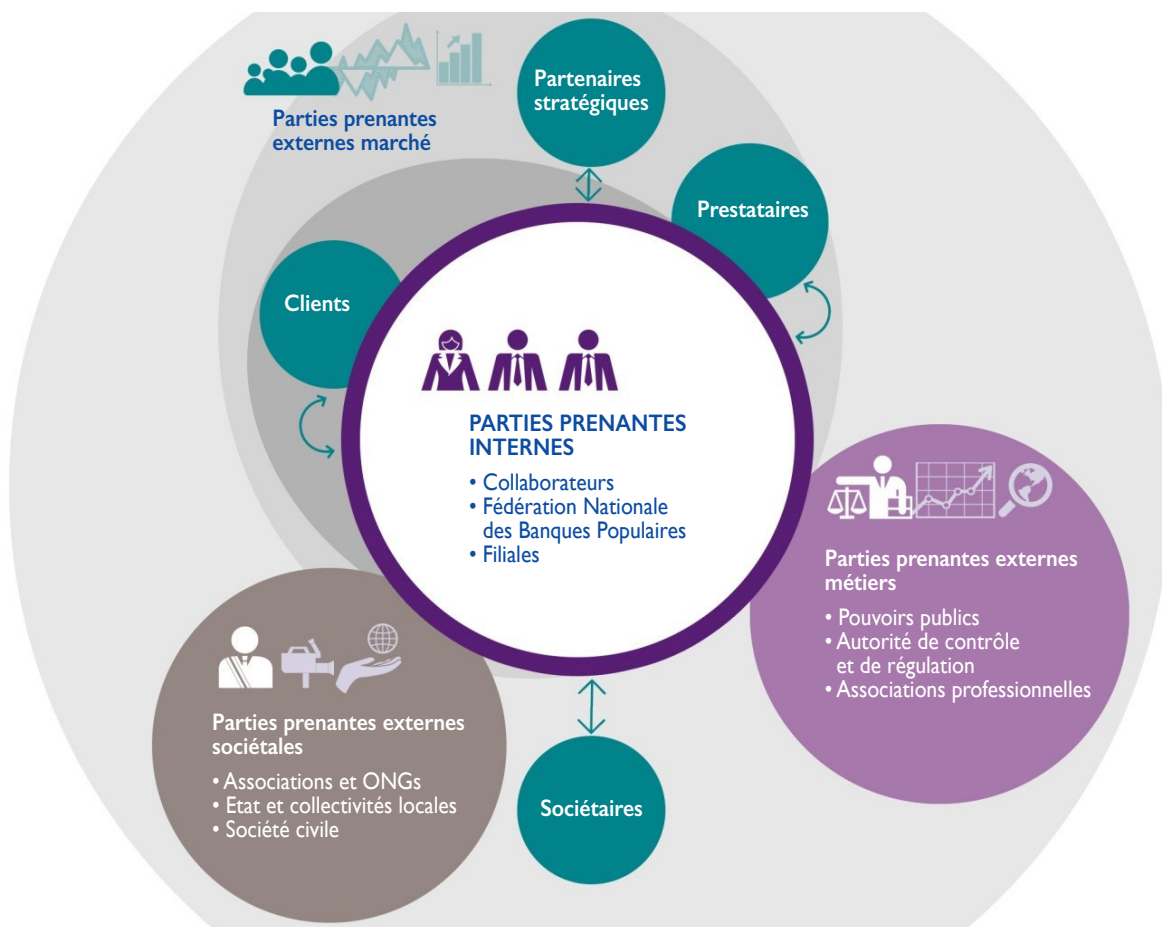 Partenaires
stratégiques
Parties prenantes
externes marché
Prestataires
Clients
PARTIES PRENANTES
INTERNES
• Collaborateurs
• Fédération Nationale
des Banques Populaires
• Filiales
Parties prenantes externes
métiers
• Pouvoirs publics
• Autorité de contrôle
et de régulation
• Associations professionnelles
Parties prenantes externes
sociétales
• Associations et ONGs
• Etat et collectivités locales
• Société civile
Sociétaires